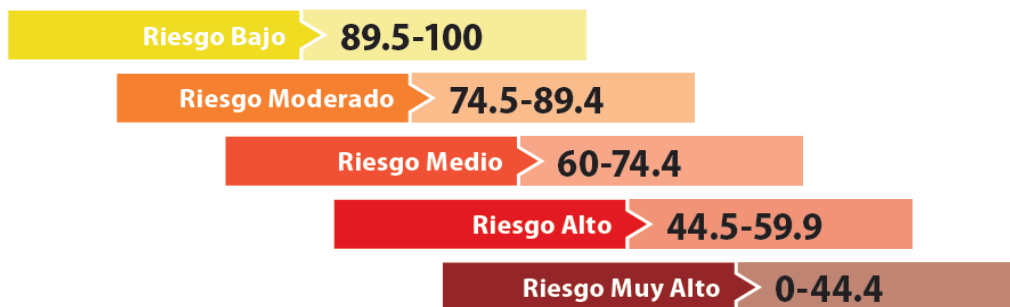 Riesgo Bajo 89.5-100
Riesgo Moderado 74.5-89.4
Riesgo Medio 60-74.4
Riesgo Alto 44.5-59.9
Riesgo Muy Alto 0-44.4